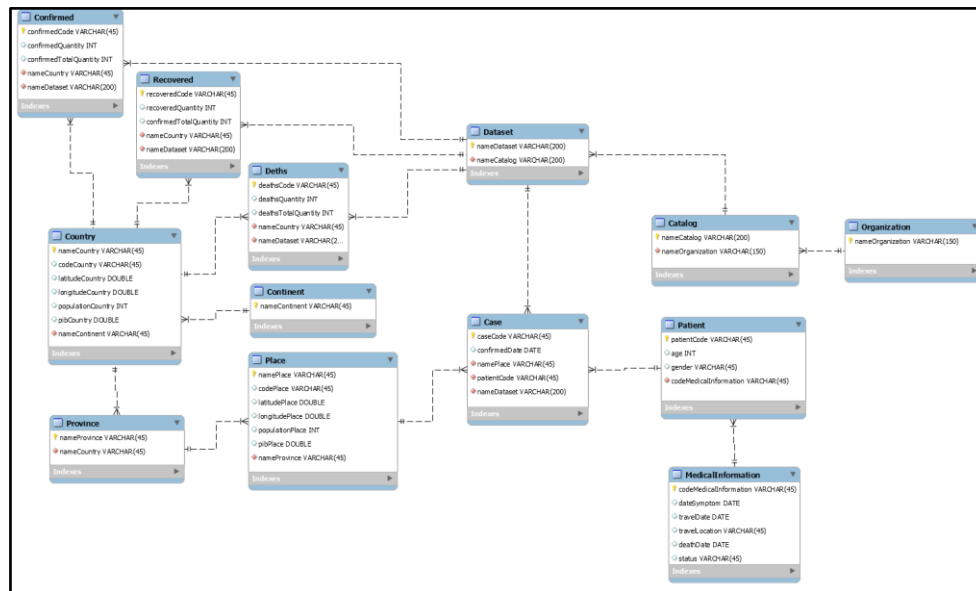 Confirmed
confirmedCode VARCHAR(45)
confirmedQuantity INT
confirmedTotalQuantity INT
nameCountry VARCHAR(45)
nameDataset VARCHAR(200)
Indexes
Recovered
recoveredCode VARCHAR(45)
recoveredQuantity INT
confirmedTotalQuantity INT
nameCountry VARCHAR(45)
nameDataset VARCHAR(200)
Indexes
Deths
deathsCode VARCHAR(45)
deathsQuantity INT
deathsTotalQuantity INT
nameCountry VARCHAR(45)
nameDataset VARCHAR(2...
Indexes
Dataset
nameDataset VARCHAR(200)
nameCatalog VARCHAR(200)
Indexes
Catalog
nameCatalog VARCHAR(200)
nameOrganization VARCHAR(150)
Indexes
Organization
nameOrganization VARCHAR(150)
Indexes
Country
nameCountry VARCHAR(45)
codeCountry VARCHAR(45)
latitudeCountry DOUBLE
longitudeCountry DOUBLE
populationCountry INT
pibCountry DOUBLE
nameContinent VARCHAR(45)
Indexes
Continent
nameContinent VARCHAR(45)
Indexes
Place
namePlace VARCHAR(45)
codePlace VARCHAR(45)
latitudePlace DOUBLE
longitudePlace DOUBLE
populationPlace INT
pibPlace DOUBLE
nameProvince VARCHAR(45)
Indexes
Case
caseCode VARCHAR(45)
confirmedDate DATE
namePlace VARCHAR(45)
patientCode VARCHAR(45)
nameDataset VARCHAR(200)
Indexes
Patient
patientCode VARCHAR(45)
age INT
gender VARCHAR(45)
codeMedicalInformation VARCHAR(45)
Indexes
Province
nameProvince VARCHAR(45)
nameCountry VARCHAR(45)
Indexes
MedicalInformation
codeMedicalInformation VARCHAR(45)
dateSymptom DATE
travelDate DATE
travelLocation VARCHAR(45)
deathDate DATE
status VARCHAR(45)
Indexes